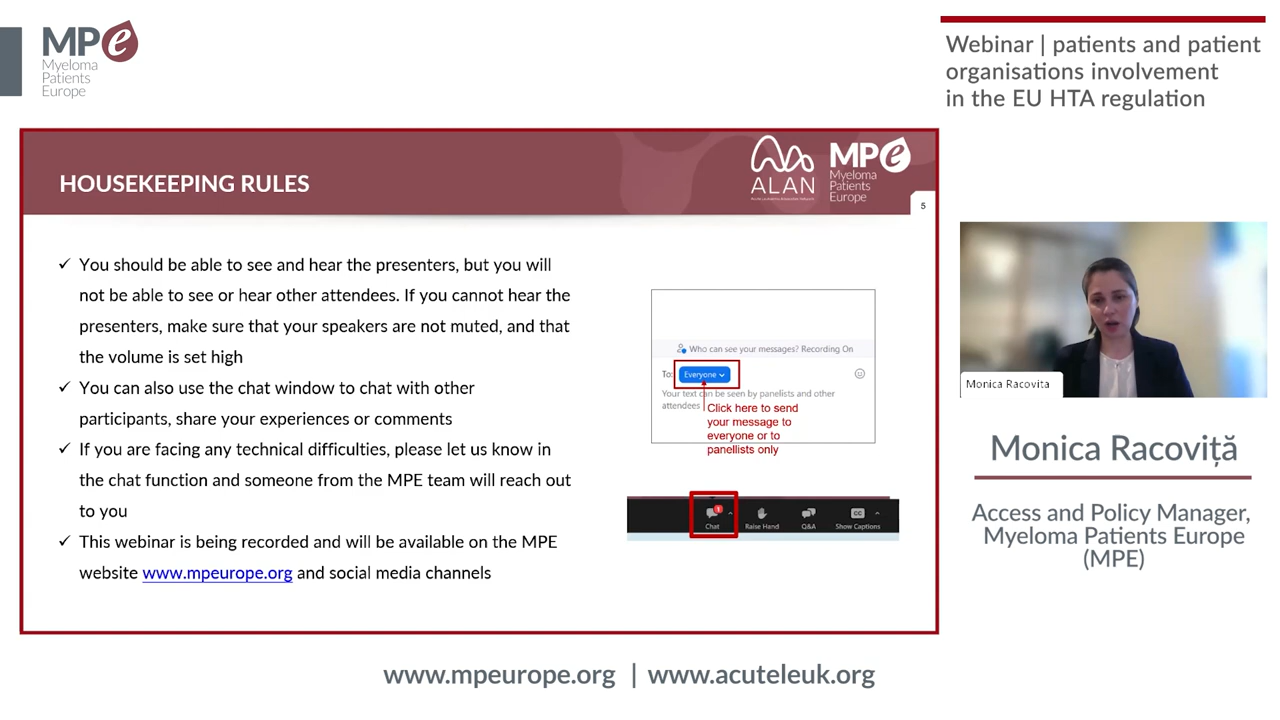 MPe
Myeloma
Patients
Europe
Webinar | patients and patient
organisations involvement
in the EU HTA regulation
HOUSEKEEPING RULES
ALAN
MPe
Myeloma
Patients
Europe
5
✓ You should be able to see and hear the presenters, but you will
not be able to see or hear other attendees. If you cannot hear the
presenters, make sure that your speakers are not muted, and that
the volume is set high
✓ You can also use the chat window to chat with other
participants, share your experiences or comments
✓ If you are facing any technical difficulties, please let us know in
the chat function and someone from the MPE team will reach out
to you
✓ This webinar is being recorded and will be available on the MPE
website www.mpeurope.org and social media channels
Who can see your messages? Recording On
To: Everyone
Your text can be seen by panelists and other
attendees
Click here to send
your message to
everyone or to
panellists only
1
Chat Raise Hand Q&A CC Show Captions
Monica Racovita
Monica Racoviță
Access and Policy Manager,
Myeloma Patients Europe
(MPE)
www.mpeurope.org | www.acuteleuk.org